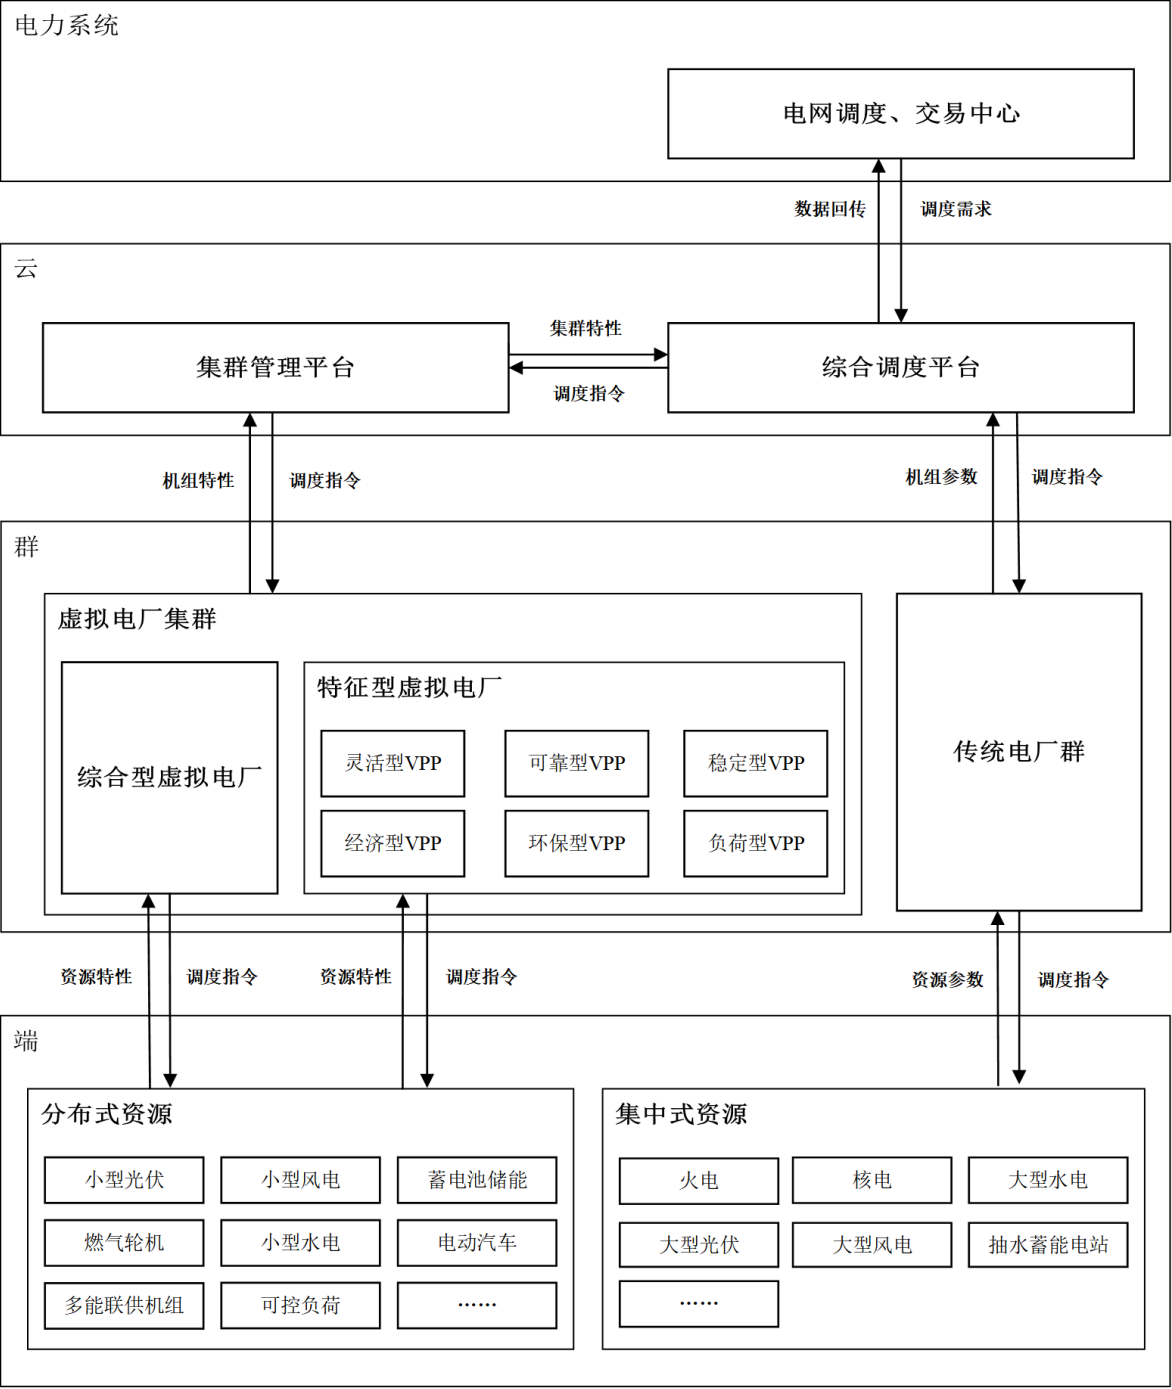 电力系统
电网调度、交易中心
数据回传
调度需求
云
集群特性
集群管理平台
综合调度平台
调度指令
机组特性
调度指令
机组参数
调度指令
群
虚拟电厂集群
特征型虚拟电厂
综合型虚拟电厂
灵活型VPP
可靠型VPP
稳定型VPP
经济型VPP
环保型VPP
负荷型VPP
传统电厂群
资源特性
调度指令
资源特性
调度指令
资源参数
调度指令
端
分布式资源
小型光伏
小型风电
蓄电池储能
燃气轮机
小型水电
电动汽车
多能联供机组
可控负荷
……
集中式资源
火电
核电
大型水电
大型光伏
大型风电
抽水蓄能电站
……